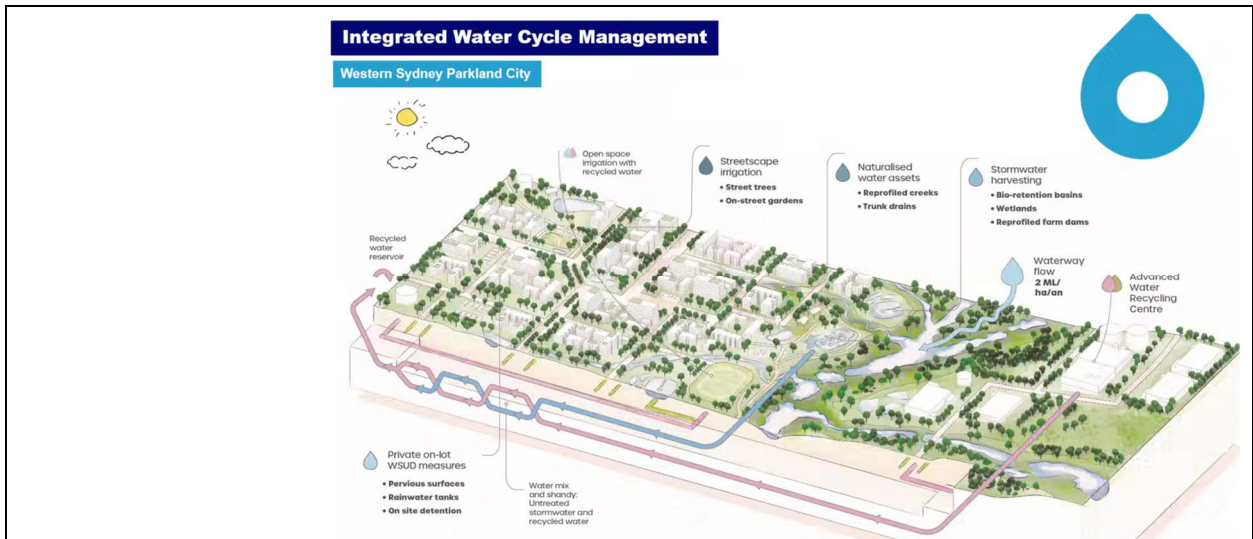 Integrated Water Cycle Management
Western Sydney Parkland City
Open space
irrigation with
recycled water
Streetscape
irrigation
• Street trees
• On-street gardens
Naturalised
water assets
• Reprofiled creeks
• Trunk drains
Stormwater
harvesting
• Bio-retention basins
• Wetlands
• Reprofiled farm dams
Recycled
water
reservoir
Waterway
flow
2 ML/
ha/an
Advanced
Water
Recycling
Centre
Private on-lot
WSUD measures
• Pervious surfaces
• Rainwater tanks
• On site detention
Water mix
and shandy:
Untreated
stormwater and
recycled water